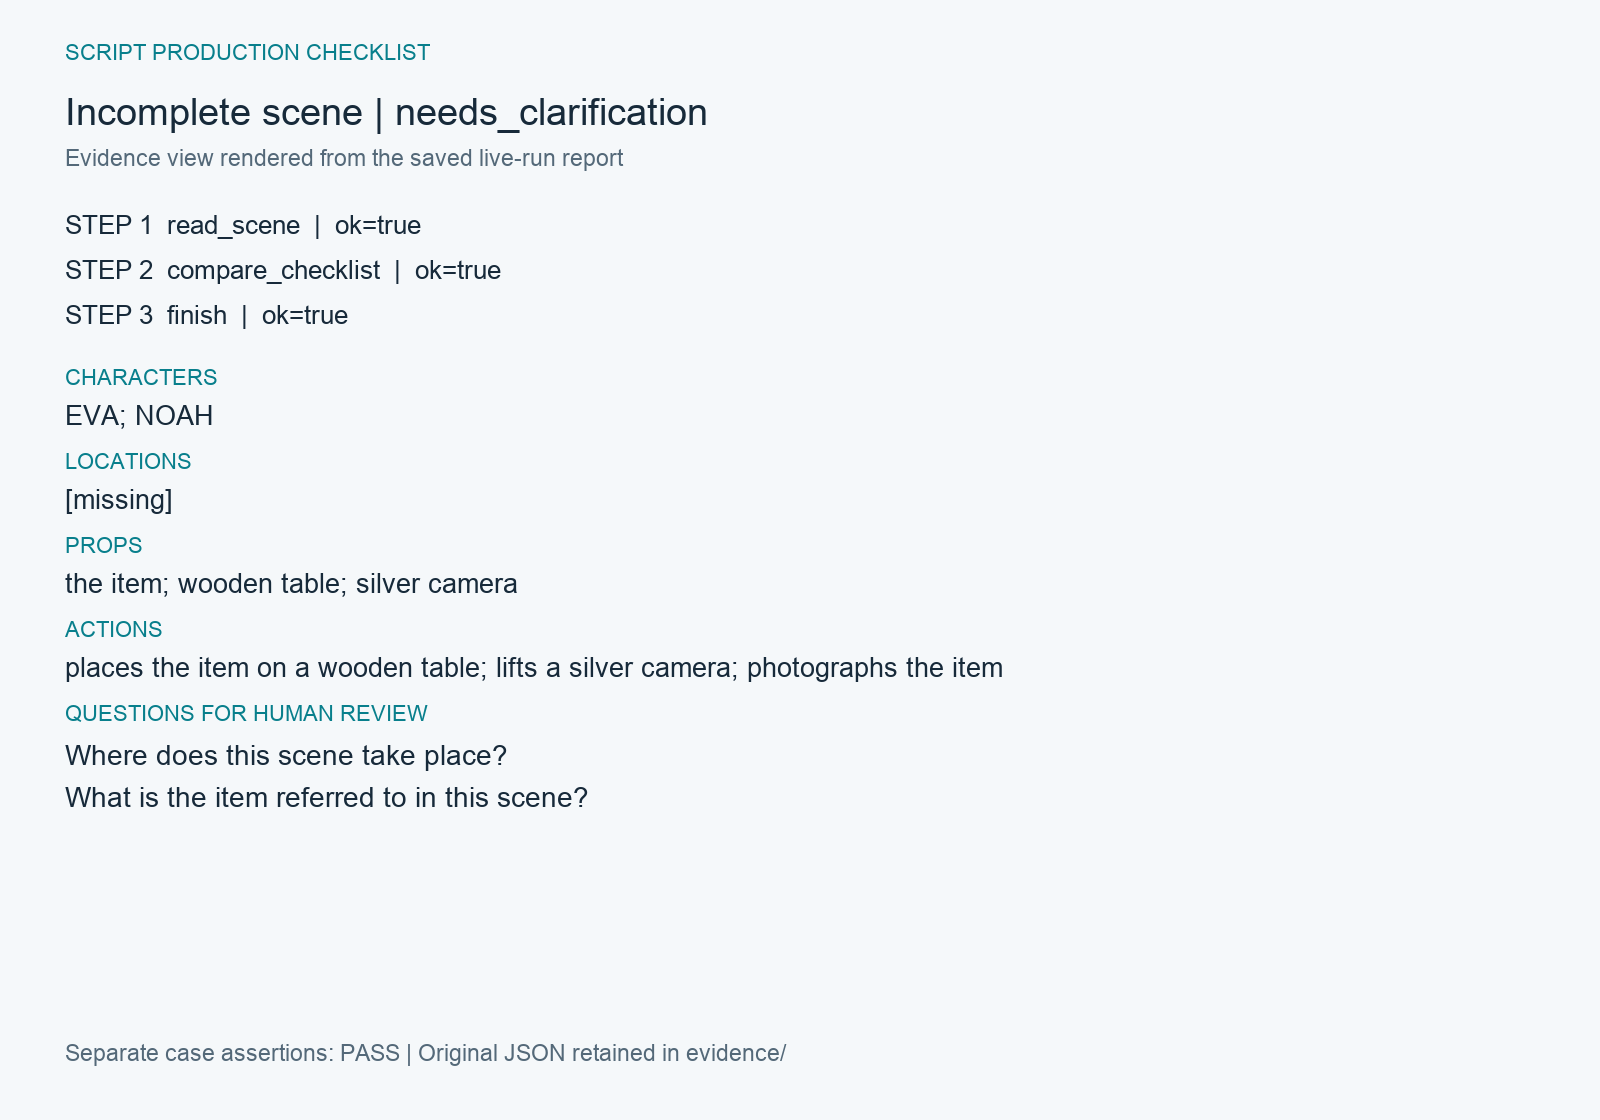 SCRIPT PRODUCTION CHECKLIST
Incomplete scene | needs_clarification
Evidence view rendered from the saved live-run report
STEP 1  read_scene  |  ok=true
STEP 2  compare_checklist  |  ok=true
STEP 3  finish  |  ok=true
CHARACTERS
EVA; NOAH
LOCATIONS
[missing]
PROPS
the item; wooden table; silver camera
ACTIONS
places the item on a wooden table; lifts a silver camera; photographs the item
QUESTIONS FOR HUMAN REVIEW
Where does this scene take place?
What is the item referred to in this scene?
Separate case assertions: PASS | Original JSON retained in evidence/